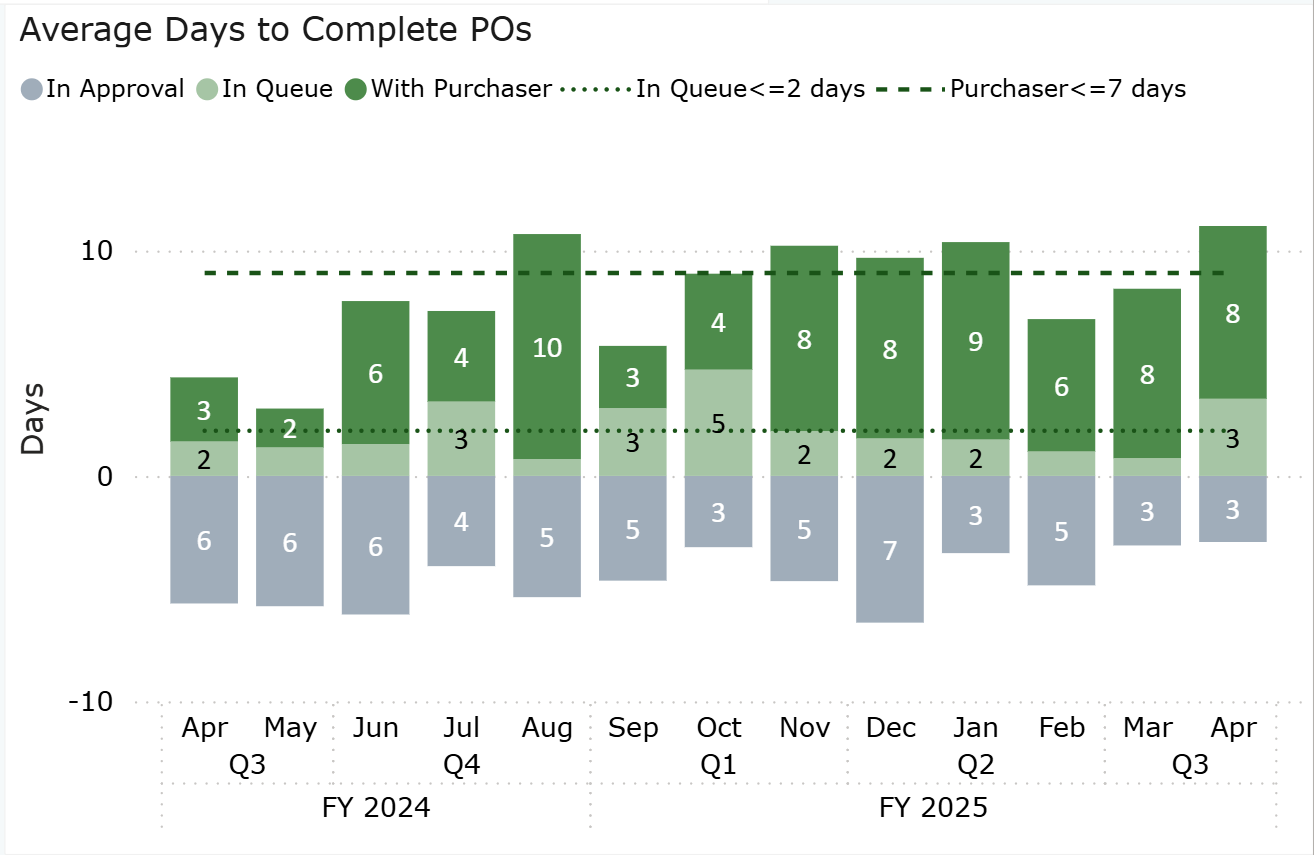 Average Days to Complete POs
In Approval In Queue With Purchaser In Queue<=2 days Purchaser<=7 days
Days
10
0
-10
3 2 6 4 10 3 4 8 8 9 6 8 8
2 3 3 5 2 2 2 3
6 6 6 4 5 5 3 5 7 3 5 3 3
Apr May Jun Jul Aug Sep Oct Nov Dec Jan Feb Mar Apr
Q3 Q4 Q1 Q2 Q3
FY 2024 FY 2025